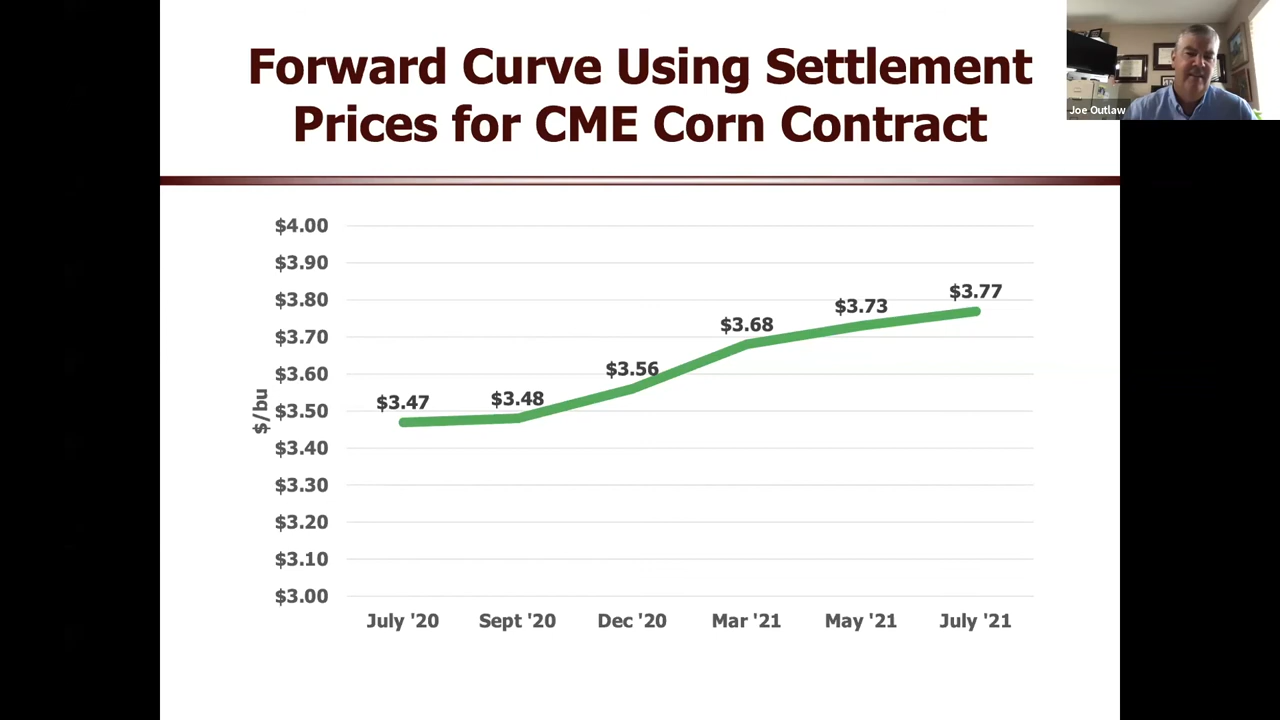 Forward Curve Using Settlement
Prices for CME Corn Contract
Joe Outlaw
$4.00
$3.90
$3.80
$3.70
$3.60
$3.50
$3.40
$3.30
$3.20
$3.10
$3.00
$/bu
$3.47
$3.48
$3.56
$3.68
$3.73
$3.77
July '20
Sept '20
Dec '20
Mar '21
May '21
July '21